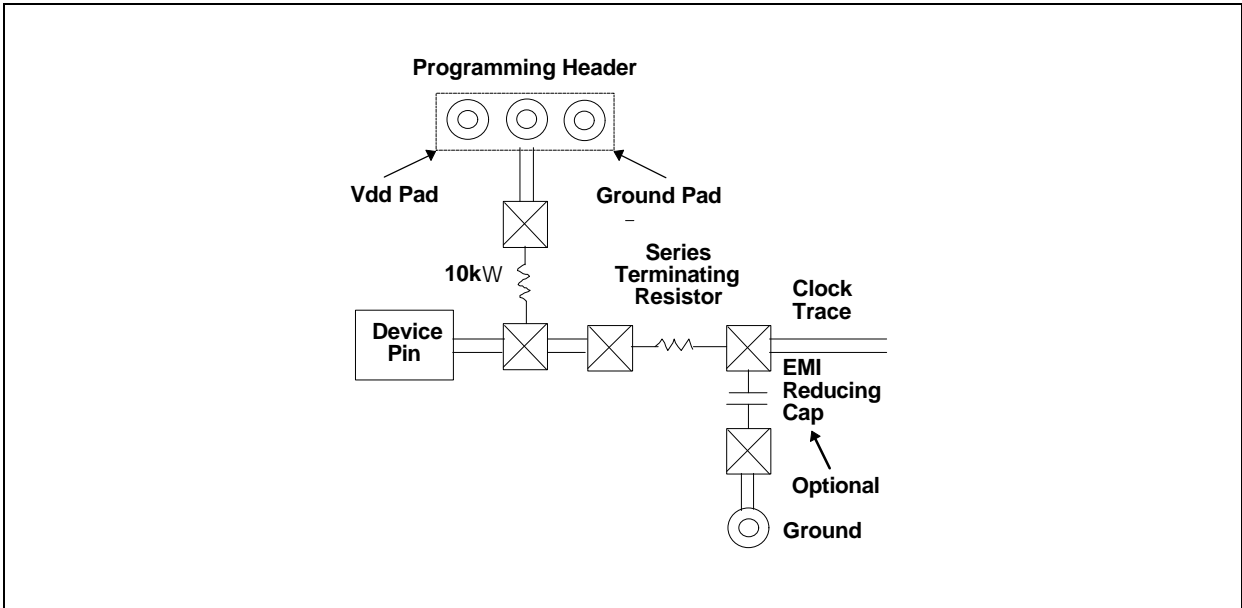 Programming Header
Vdd Pad
Ground Pad
10kW
Series
Terminating
Resistor
Clock
Trace
Device
Pin
EMI
Reducing
Cap
Optional
Ground